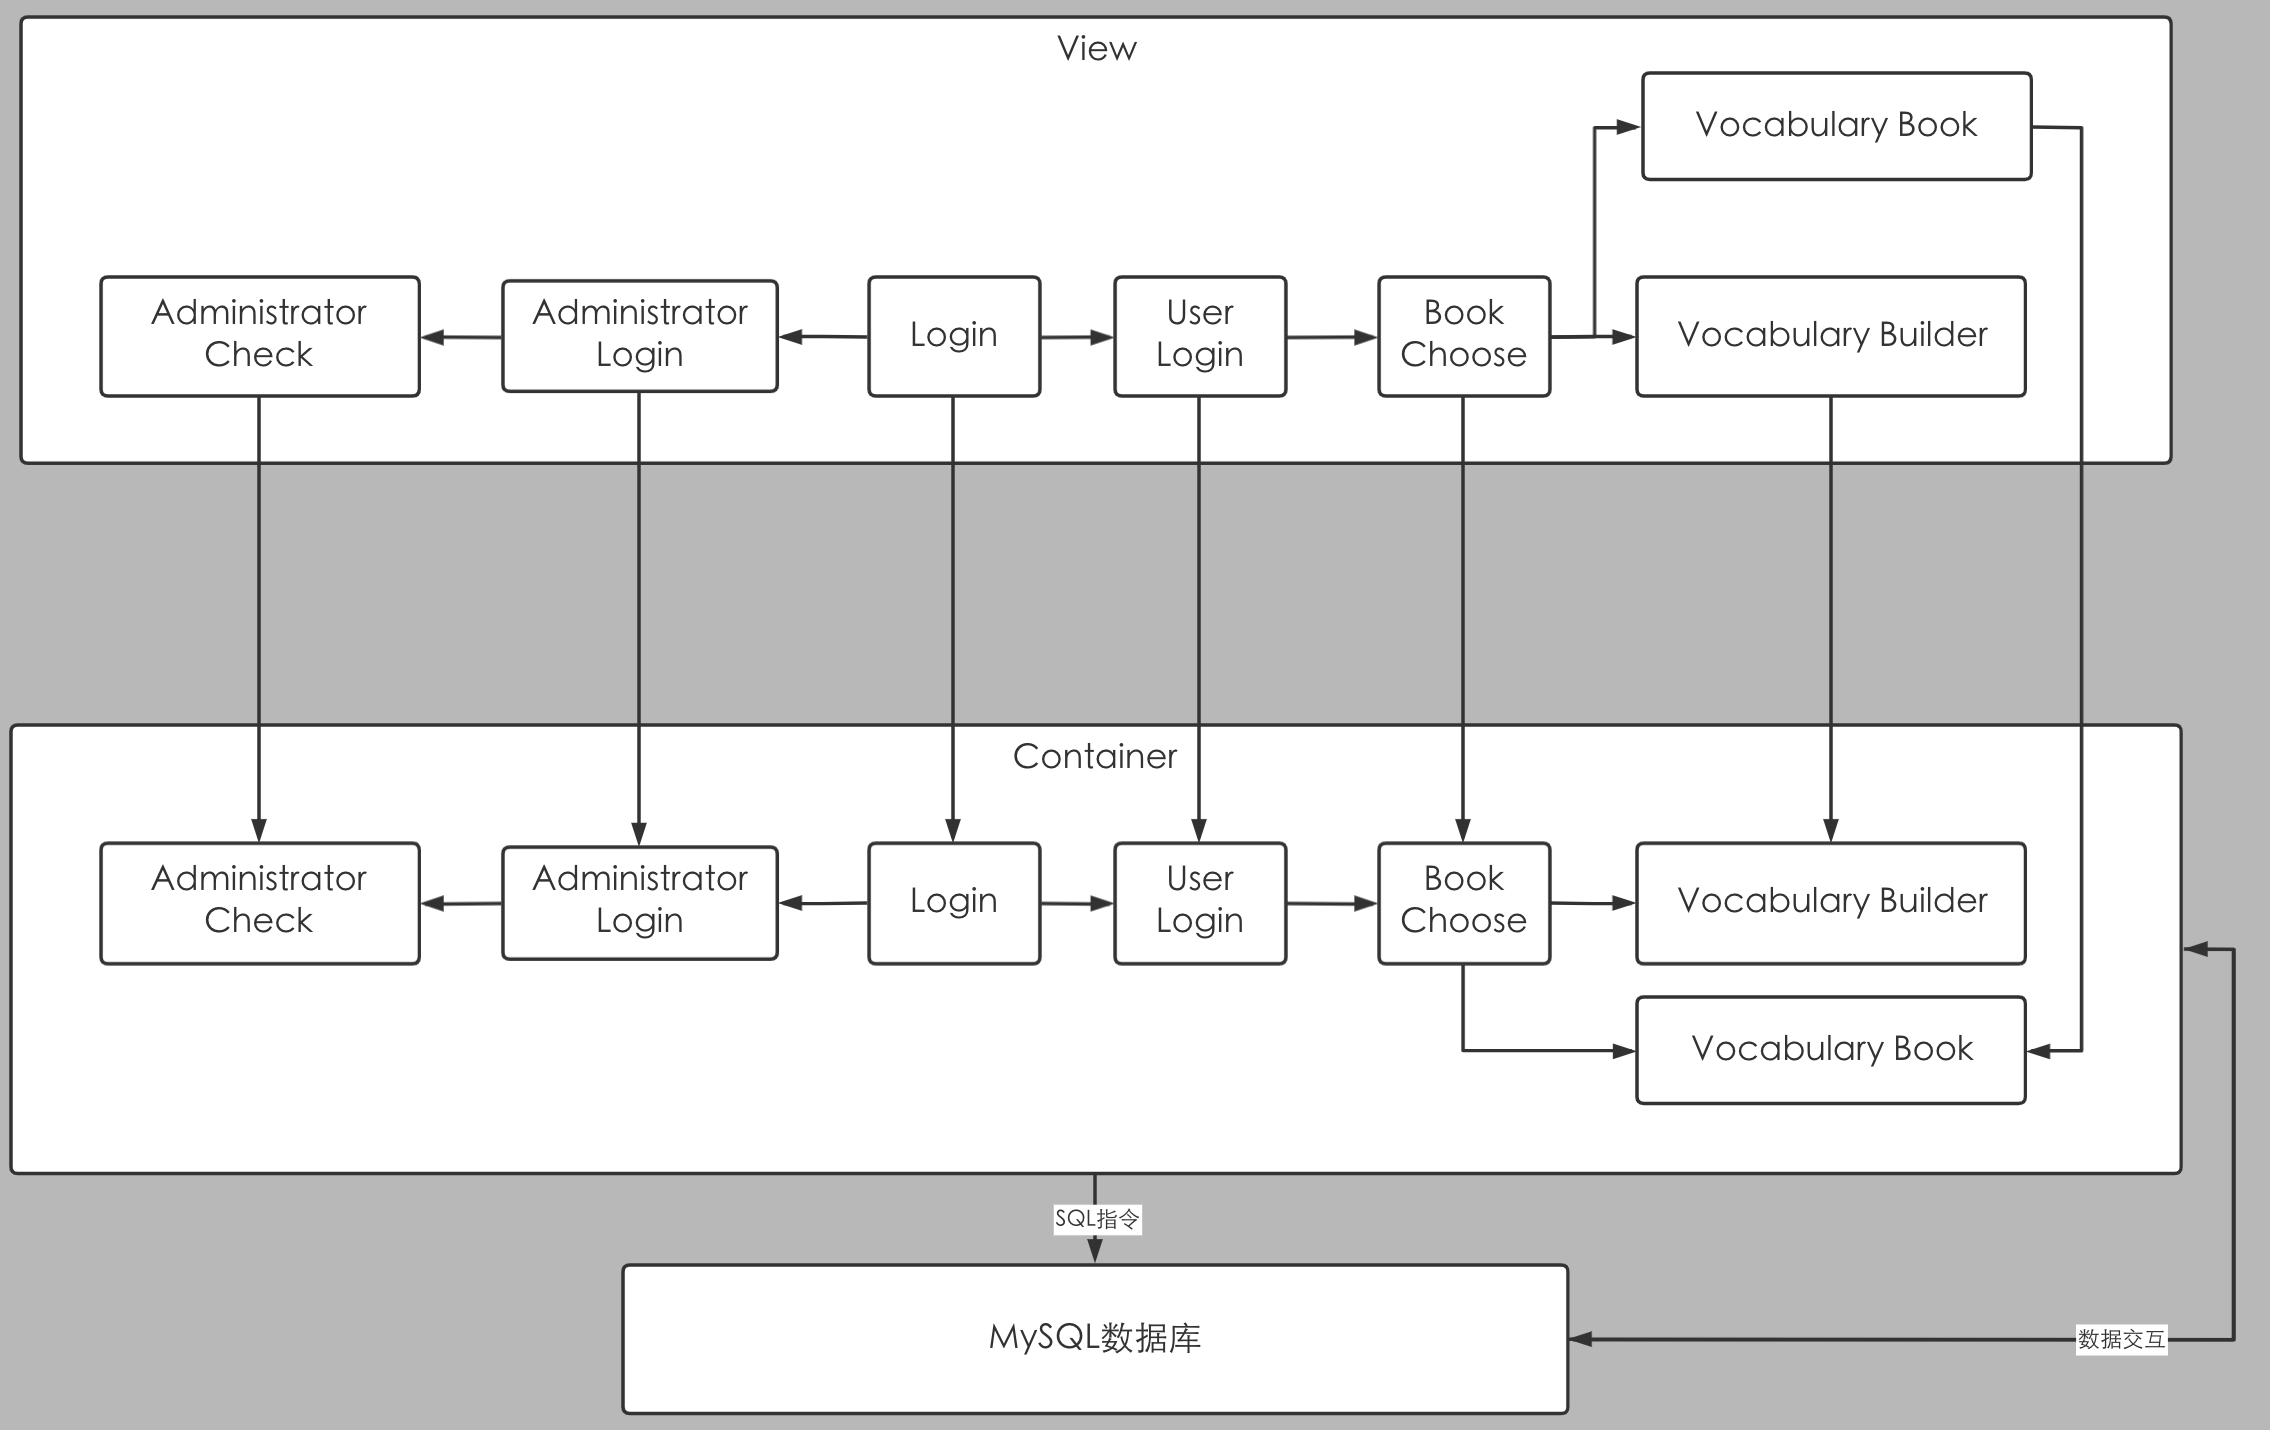 View
Vocabulary Book
Administrator
Check
Administrator
Login
Login
User
Login
Book
Choose
Vocabulary Builder
Container
Administrator
Check
Administrator
Login
Login
User
Login
Book
Choose
Vocabulary Builder
Vocabulary Book
SQL指令
MySQL数据库
数据交互